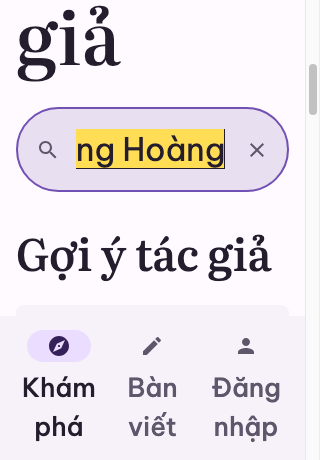 giả
ng Hoàng
Gợi ý tác giả
Khám phá
Bàn viết
Đăng nhập